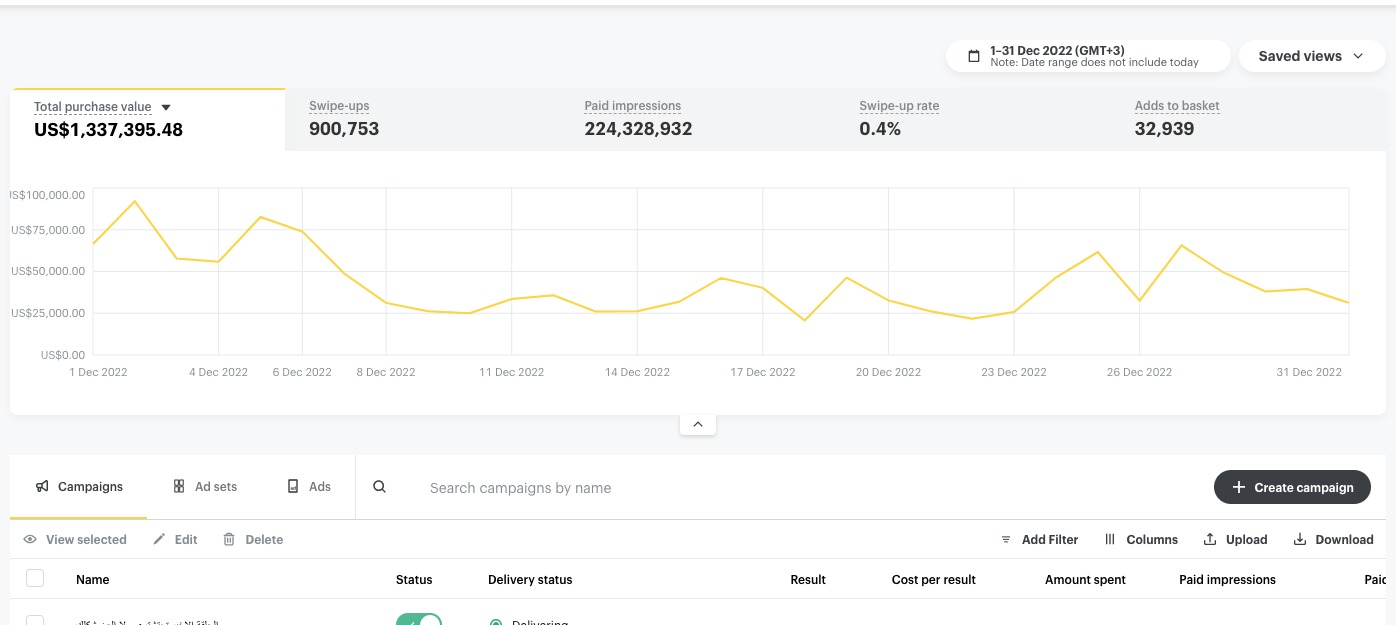 1–31 Dec 2022 (GMT+3)
Note: Date range does not include today
Saved views
Total purchase value
US$1,337,395.48
Swipe-ups
900,753
Paid impressions
224,328,932
Swipe-up rate
0.4%
Adds to basket
32,939
US$100,000.00
US$75,000.00
US$50,000.00
US$25,000.00
US$0.00
1 Dec 2022 4 Dec 2022 6 Dec 2022 8 Dec 2022 11 Dec 2022 14 Dec 2022 17 Dec 2022 20 Dec 2022 23 Dec 2022 26 Dec 2022 31 Dec 2022
Campaigns Ad sets Ads Search campaigns by name + Create campaign
View selected Edit Delete Add Filter Columns Upload Download
Name Status Delivery status Result Cost per result Amount spent Paid impressions Paid
Delivering